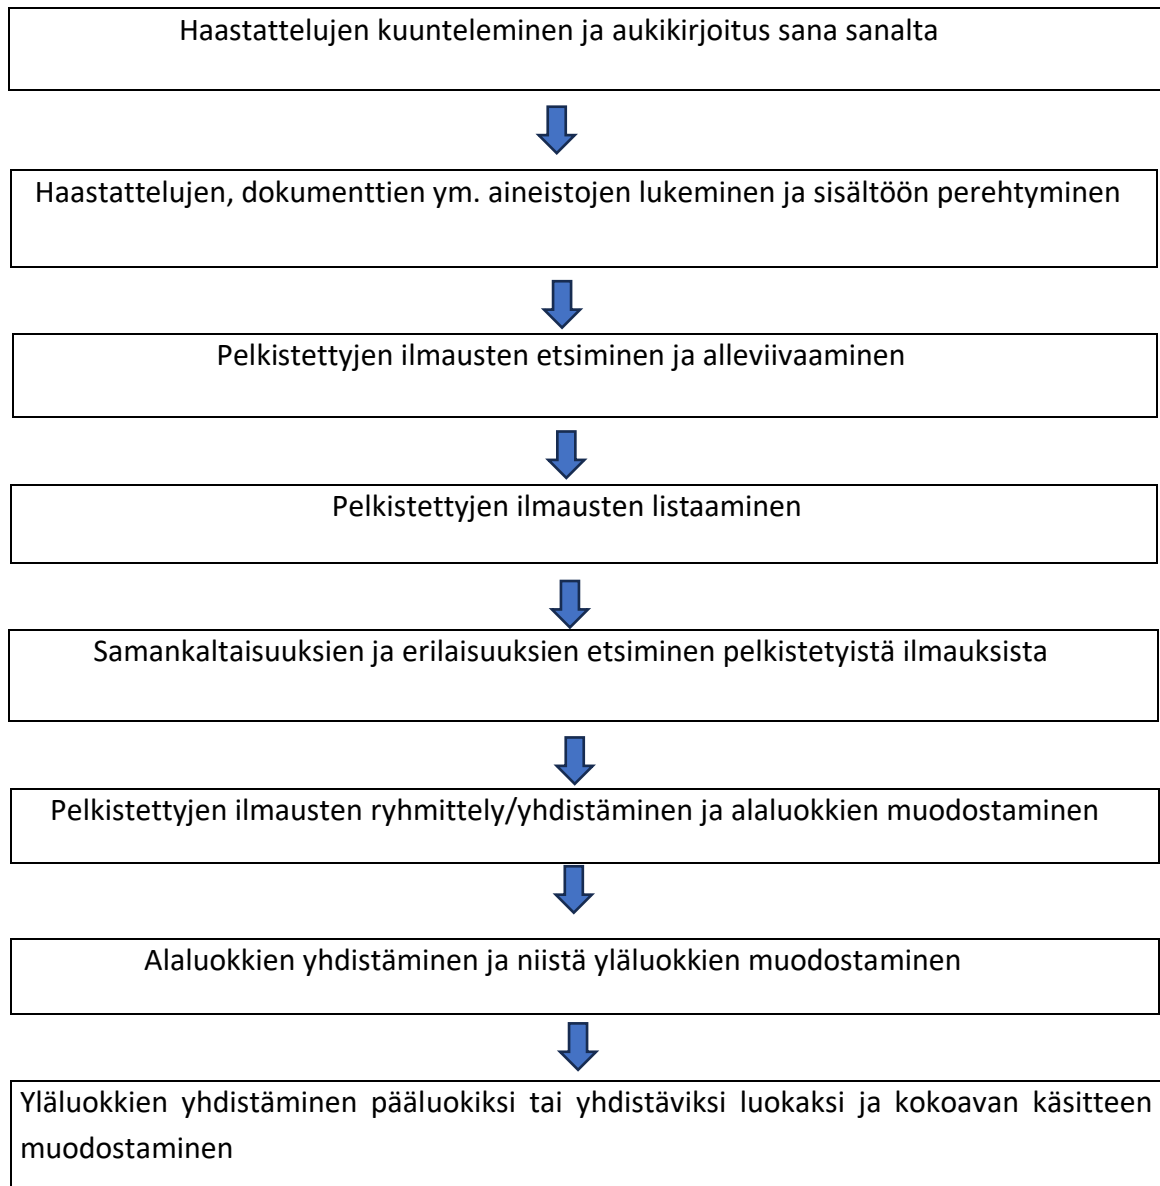 Haastattelujen kuunteleminen ja aukikirjoitus sana sanalta
Haastattelujen, dokumenttien ym. aineistojen lukeminen ja sisältöön perehtyminen
Pelkistettyjen ilmausten etsiminen ja alleviivaaminen
Pelkistettyjen ilmausten listaaminen
Samankaltaisuuksien ja erilaisuuksien etsiminen pelkistetyistä ilmauksista
Pelkistettyjen ilmausten ryhmittely/yhdistäminen ja alaluokkien muodostaminen
Alaluokkien yhdistäminen ja niistä yläluokkien muodostaminen
Yläluokkien yhdistäminen pääluokiksi tai yhdistäviksi luokaksi ja kokoavan käsitteen
muodostaminen